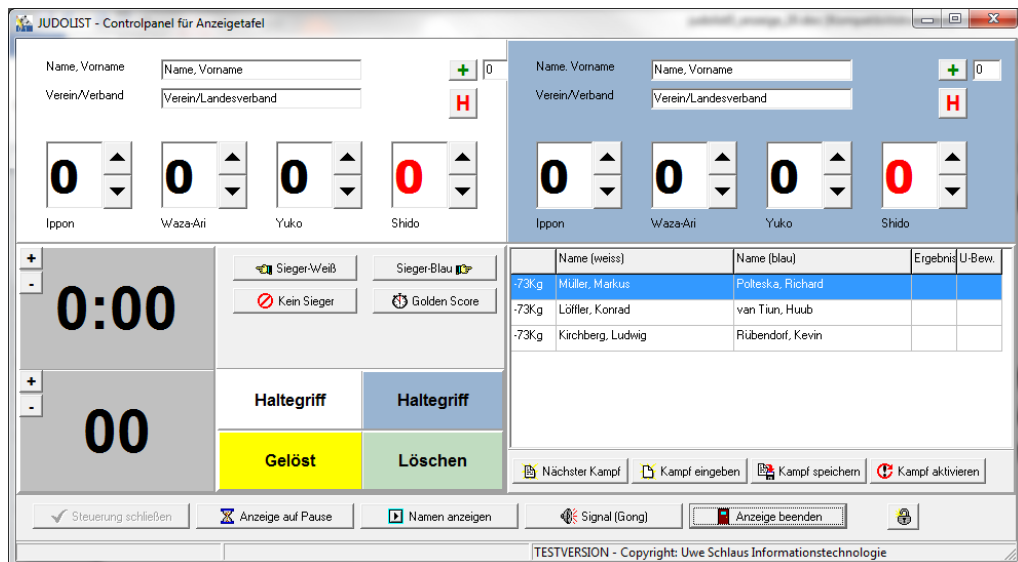 JUDOLIST - Controlpanel für Anzeigetafel
Name, Vorname
Name, Vorname
+
0
Verein/Verband
Verein/Landesverband
H
0
0
0
0
Ippon
Waza-Ari
Yuko
Shido
Name. Vorname
Name, Vorname
+
0
Verein/Verband
Verein/Landesverband
H
0
0
0
0
Ippon
Waza-Ari
Yuko
Shido
+
-
0:00
+
-
00
Sieger-Weiß
Sieger-Blau
Kein Sieger
Golden Score
Haltegriff
Haltegriff
Gelöst
Löschen
Name (weiss) Name (blau) Ergebnis U-Bew.
-73Kg Müller, Markus Polteska, Richard
-73Kg Löffler, Konrad van Tiun, Huub
-73Kg Kirchberg, Ludwig Rübendorf, Kevin
Nächster Kampf
Kampf eingeben
Kampf speichern
Kampf aktivieren
Steuerung schließen
Anzeige auf Pause
Namen anzeigen
Signal (Gong)
Anzeige beenden
TESTVERSION - Copyright: Uwe Schlaus Informationstechnologie